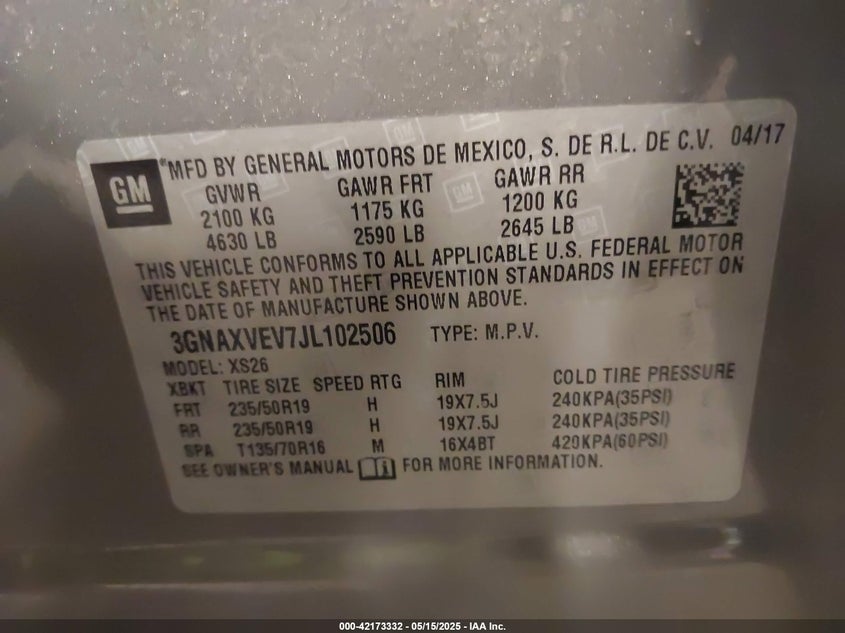 GM
®MFD BY GENERAL MOTORS DE MEXICO, S. DE R.L. DE C.V. 04/17
GVWR GAWR FRT GAWR RR
2100 KG 1175 KG 1200 KG
4630 LB 2590 LB 2645 LB
THIS VEHICLE CONFORMS TO ALL APPLICABLE U.S. FEDERAL MOTOR
VEHICLE SAFETY AND THEFT PREVENTION STANDARDS IN EFFECT ON
THE DATE OF MANUFACTURE SHOWN ABOVE.
3GNAXVEV7JL102506 TYPE: M.P.V.
MODEL: XS26
XBKT TIRE SIZE SPEED RTG RIM COLD TIRE PRESSURE
FRT 235/50R19 H 19X7.5J 240KPA(35PSI)
RR 235/50R19 H 19X7.5J 240KPA(35PSI)
SPA T135/70R16 M 16X4BT 420KPA(60PSI)
SEE OWNER'S MANUAL FOR MORE INFORMATION.
000-42173332 - 05/15/2025 - IAA Inc.